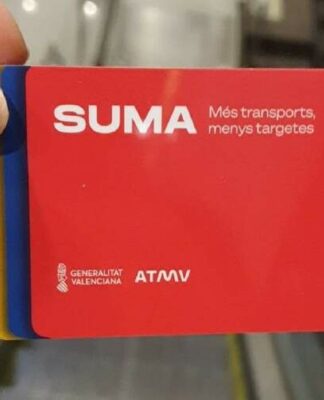 SUMA
Més transports,
menys targetes
GENERALITAT
VALENCIANA
ATMV